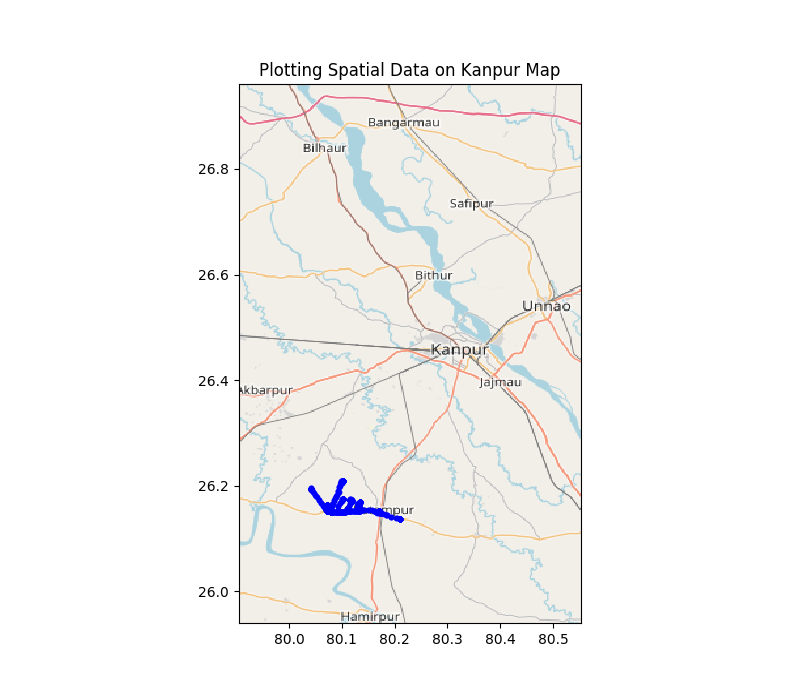 Plotting Spatial Data on Kanpur Map
Bangarmau
Bilhaur
26.8
Safipur
Bithur
26.6
Unnao
Kanpur
26.4
Jajmau
Akbarpur
26.2
mpur
26.0
Hamirpur
80.0 80.1 80.2 80.3 80.4 80.5